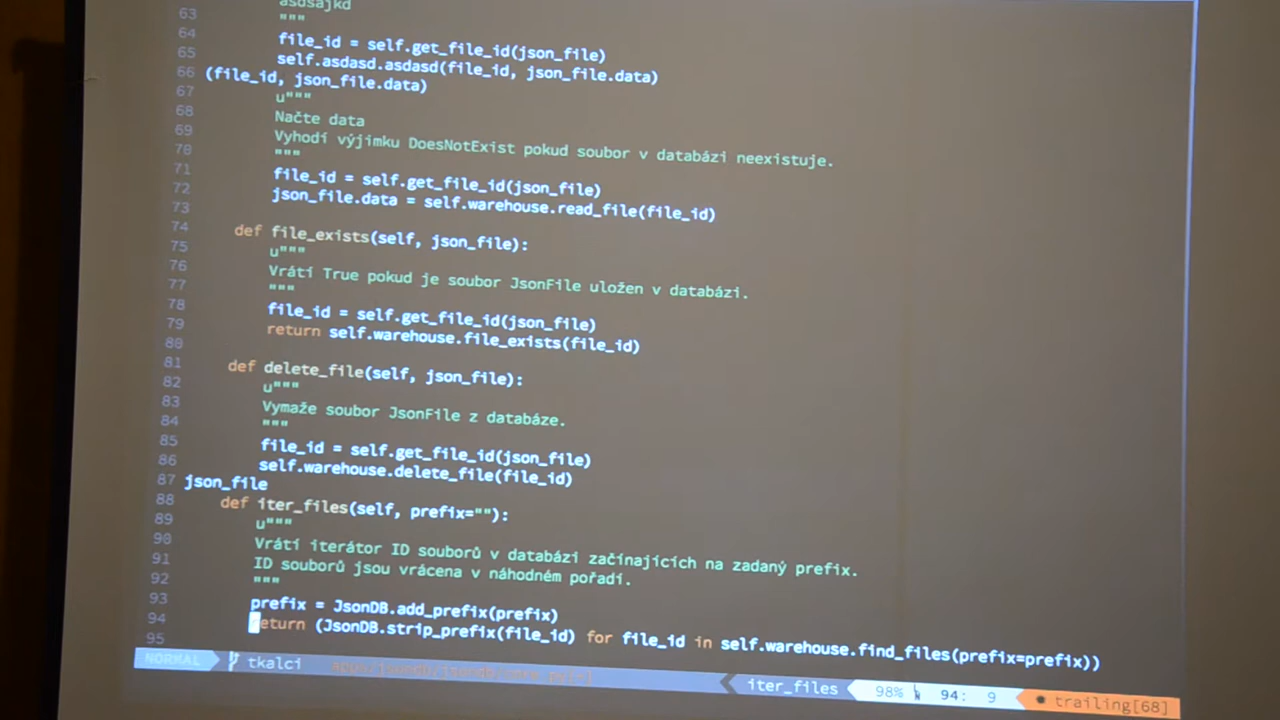 asdsajkd
63 """
64 file_id = self.get_file_id(json_file)
65 self.asdasd.asdasd(file_id, json_file.data)
66 (file_id, json_file.data)
67 u"""
68 Načte data
69 Vyhodí výjimku DoesNotExist pokud soubor v databázi neexistuje.
70 """
71 file_id = self.get_file_id(json_file)
72 json_file.data = self.warehouse.read_file(file_id)
73
74 def file_exists(self, json_file):
75 u"""
76 Vrátí True pokud je soubor JsonFile uložen v databázi.
77 """
78 file_id = self.get_file_id(json_file)
79 return self.warehouse.file_exists(file_id)
80
81 def delete_file(self, json_file):
82 u"""
83 Vymaže soubor JsonFile z databáze.
84 """
85 file_id = self.get_file_id(json_file)
86 self.warehouse.delete_file(file_id)
87 json_file
88 def iter_files(self, prefix=""):
89 u"""
90 Vrátí iterátor ID souborů v databázi začínajících na zadaný prefix.
91 ID souborů jsou vrácena v náhodném pořadí.
92 """
93 prefix = JsonDB.add_prefix(prefix)
94 return (JsonDB.strip_prefix(file_id) for file_id in self.warehouse.find_files(prefix=prefix))
95
NORMAL tkalci iter_files 98% 94: 9 trailing[68]